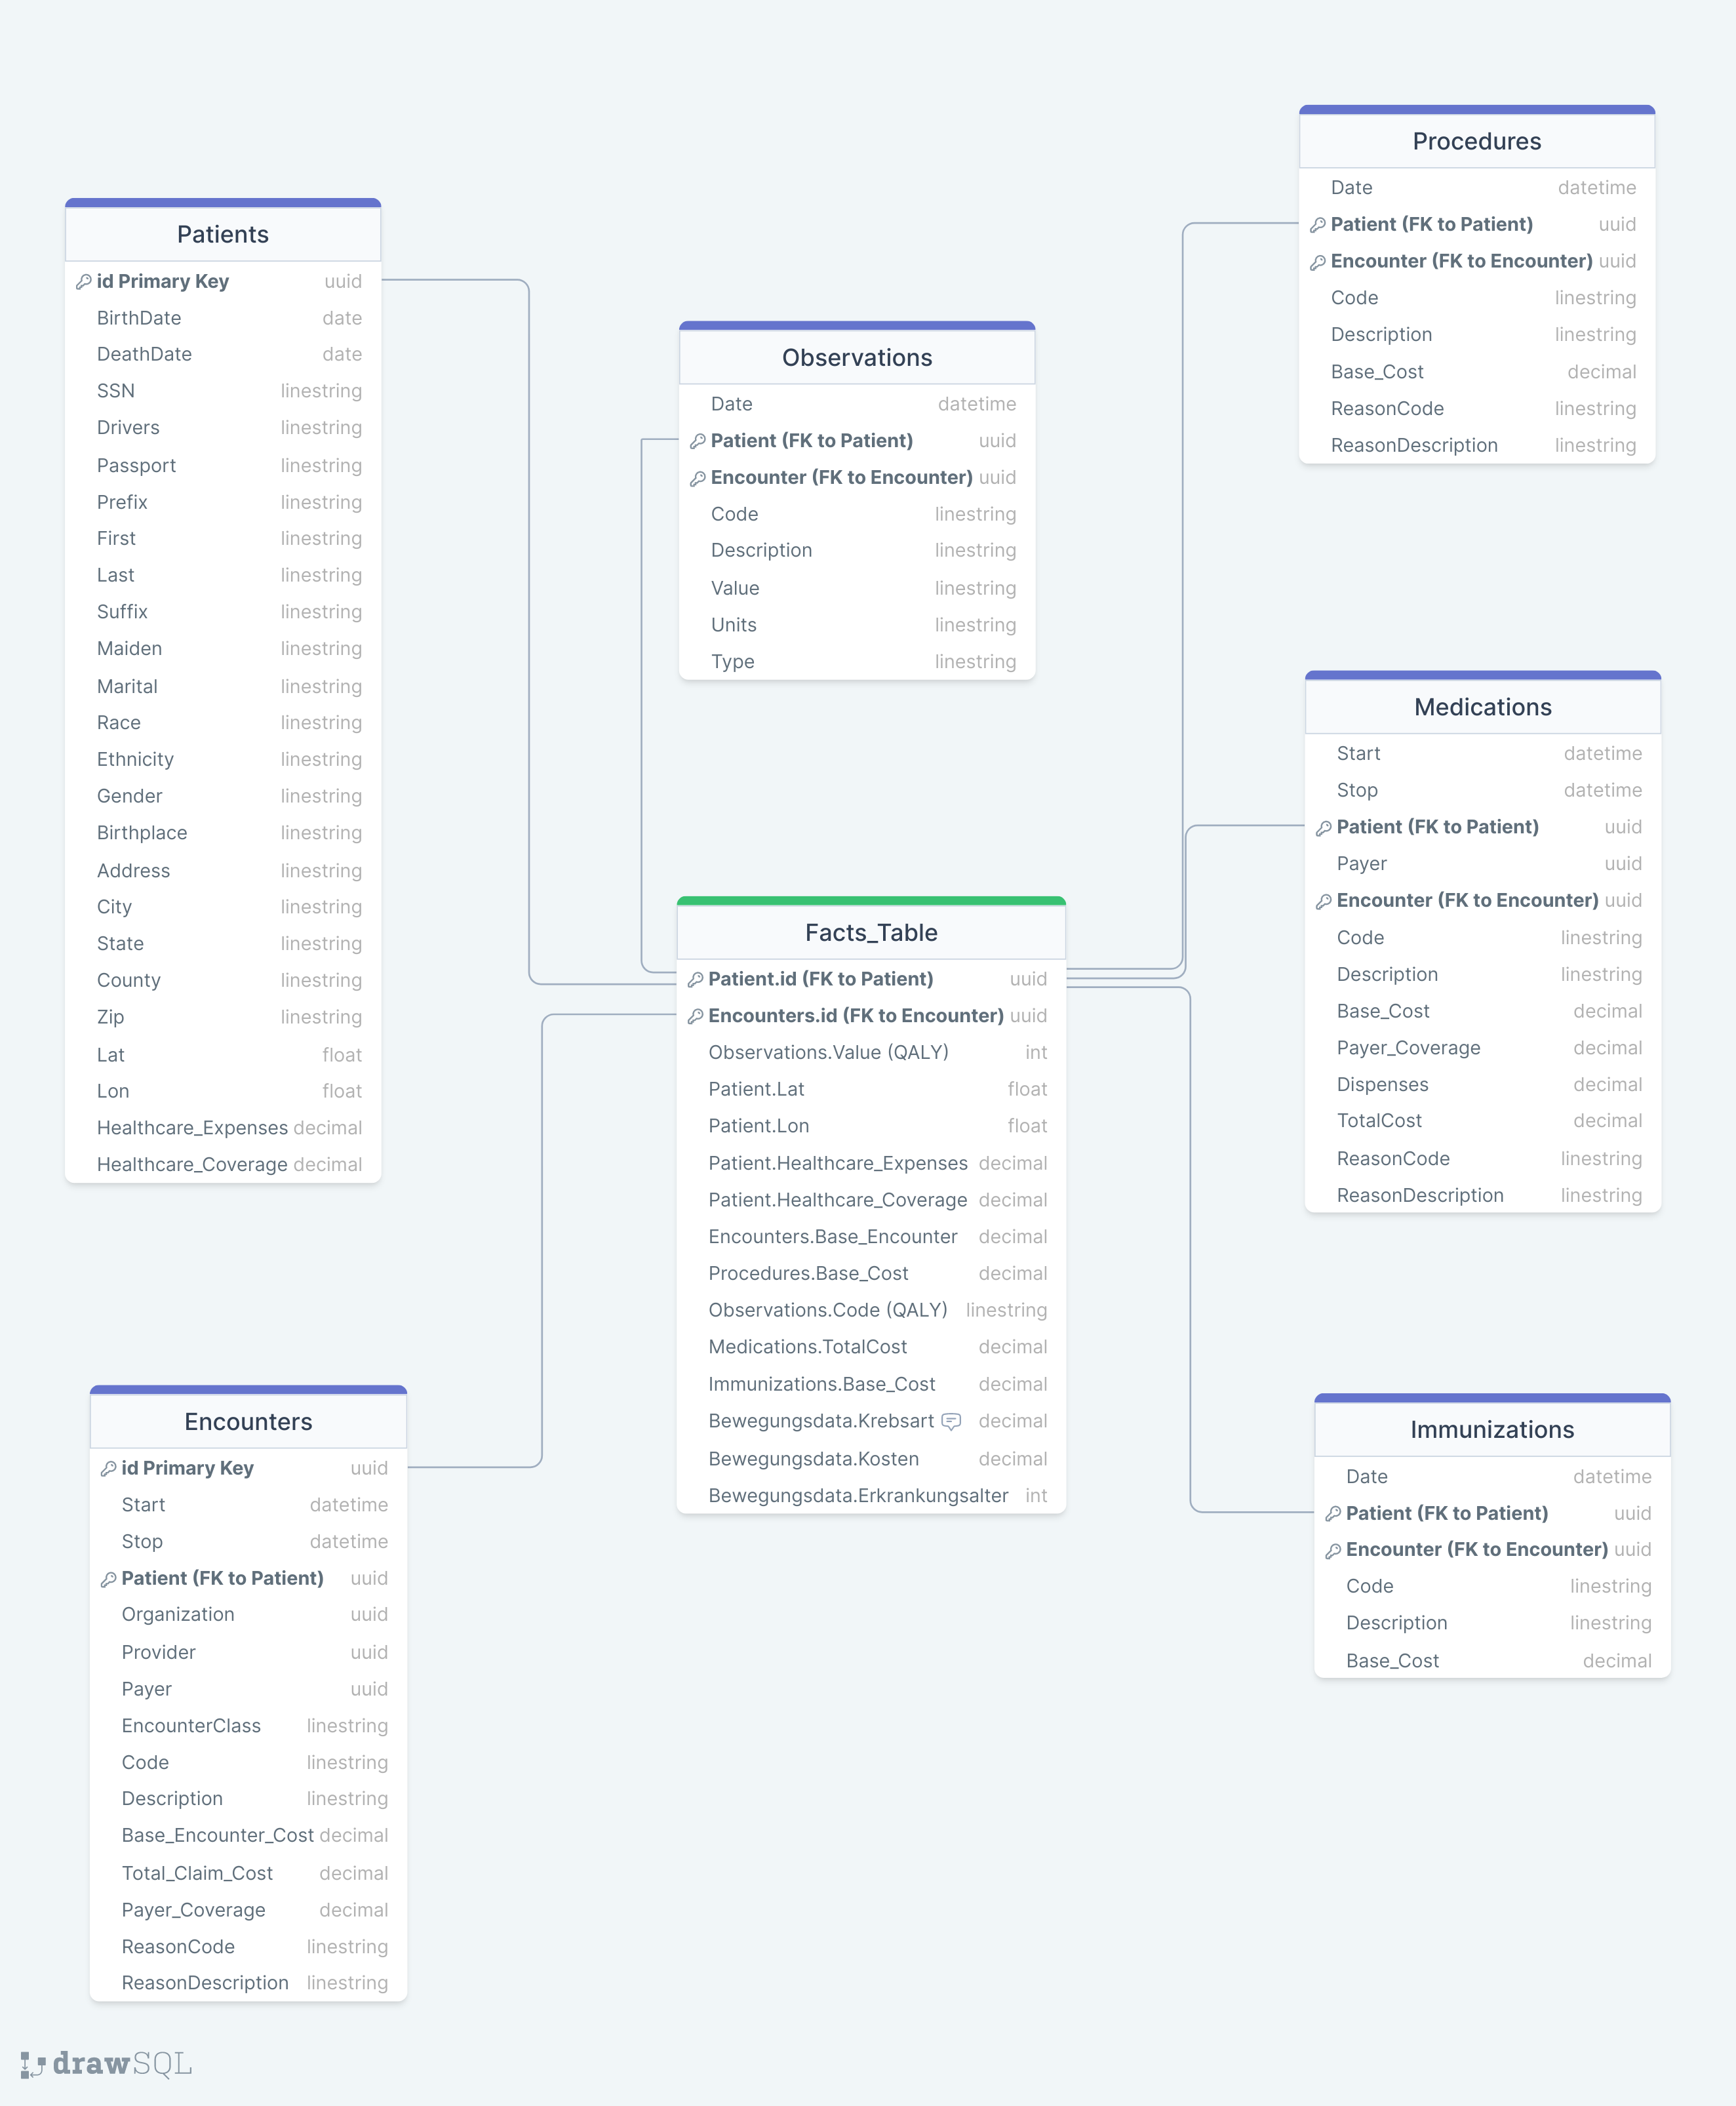 Patients
id Primary Key uuid
BirthDate date
DeathDate date
SSN linestring
Drivers linestring
Passport linestring
Prefix linestring
First linestring
Last linestring
Suffix linestring
Maiden linestring
Marital linestring
Race linestring
Ethnicity linestring
Gender linestring
Birthplace linestring
Address linestring
City linestring
State linestring
County linestring
Zip linestring
Lat float
Lon float
Healthcare_Expenses decimal
Healthcare_Coverage decimal
Encounters
id Primary Key uuid
Start datetime
Stop datetime
Patient (FK to Patient) uuid
Organization uuid
Provider uuid
Payer uuid
EncounterClass linestring
Code linestring
Description linestring
Base_Encounter_Cost decimal
Total_Claim_Cost decimal
Payer_Coverage decimal
ReasonCode linestring
ReasonDescription linestring
Observations
Date datetime
Patient (FK to Patient) uuid
Encounter (FK to Encounter) uuid
Code linestring
Description linestring
Value linestring
Units linestring
Type linestring
Facts_Table
Patient.id (FK to Patient) uuid
Encounters.id (FK to Encounter) uuid
Observations.Value (QALY) int
Patient.Lat float
Patient.Lon float
Patient.Healthcare_Expenses decimal
Patient.Healthcare_Coverage decimal
Encounters.Base_Encounter decimal
Procedures.Base_Cost decimal
Observations.Code (QALY) linestring
Medications.TotalCost decimal
Immunizations.Base_Cost decimal
Bewegungsdata.Krebsart decimal
Bewegungsdata.Kosten decimal
Bewegungsdata.Erkrankungsalter int
Procedures
Date datetime
Patient (FK to Patient) uuid
Encounter (FK to Encounter) uuid
Code linestring
Description linestring
Base_Cost decimal
ReasonCode linestring
ReasonDescription linestring
Medications
Start datetime
Stop datetime
Patient (FK to Patient) uuid
Payer uuid
Encounter (FK to Encounter) uuid
Code linestring
Description linestring
Base_Cost decimal
Payer_Coverage decimal
Dispenses decimal
TotalCost decimal
ReasonCode linestring
ReasonDescription linestring
Immunizations
Date datetime
Patient (FK to Patient) uuid
Encounter (FK to Encounter) uuid
Code linestring
Description linestring
Base_Cost decimal
drawSQL